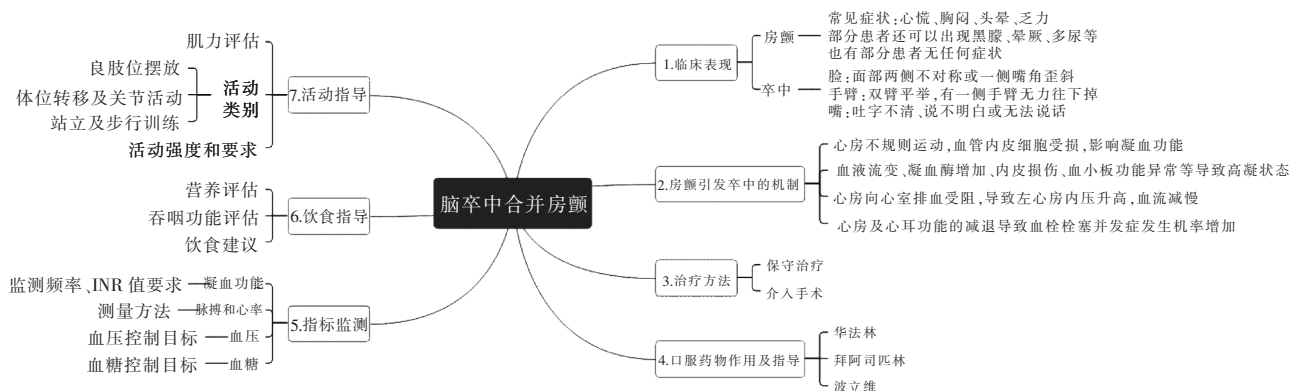 脑卒中合并房颤
1.临床表现
房颤
常见症状:心慌、胸闷、头晕、乏力
部分患者还可以出现黑朦、晕厥、多尿等
也有部分患者无任何症状
卒中
脸:面部两侧不对称或一侧嘴角歪斜
手臂:双臂平举,有一侧手臂无力往下掉
嘴:吐字不清、说不明白或无法说话
2.房颤引发卒中的机制
心房不规则运动,血管内皮细胞受损,影响凝血功能
血液流变、凝血酶增加、内皮损伤、血小板功能异常等导致高凝状态
心房向心室排血受阻,导致左心房内压升高,血流减慢
心房及心耳功能的减退导致血栓栓塞并发症发生机率增加
3.治疗方法
保守治疗
介入手术
4.口服药物作用及指导
华法林
拜阿司匹林
波立维
5.指标监测
凝血功能
监测频率、INR 值要求
脉搏和心率
测量方法
血压
血压控制目标
血糖
血糖控制目标
6.饮食指导
营养评估
吞咽功能评估
饮食建议
7.活动指导
肌力评估
活动
类别
良肢位摆放
体位转移及关节活动
站立及步行训练
活动强度和要求